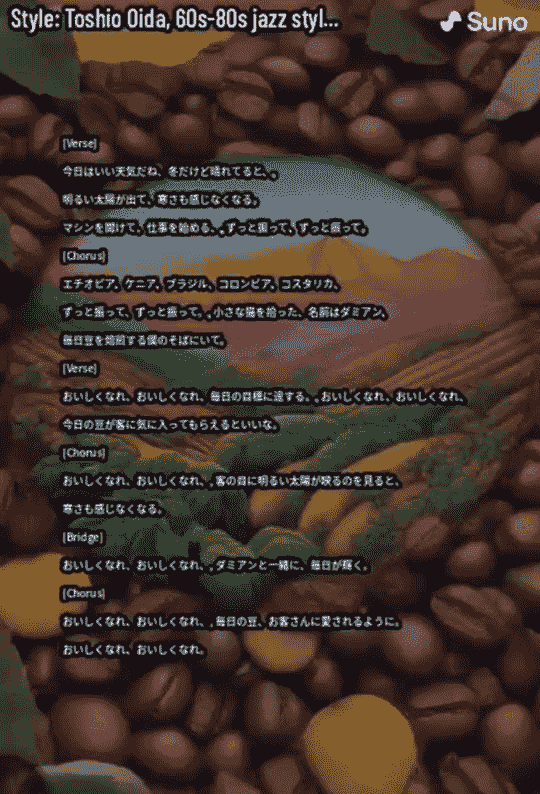 Style: Toshio Oida, 60s-80s jazz styl...
Suno
[Verse]
今日はいい天気だね、冬だけど晴れてると、。
明るい太陽が出て、寒さも感じなくなる。
マシンを開けて、仕事を始める。。ずっと振って、ずっと振って。
[Chorus]
エチオピア、ケニア、ブラジル、コロンビア、コスタリカ、
ずっと振って、ずっと振って。。小さな猫を拾った、名前はダミアン、
毎日豆を焙煎する僕のそばにいて。
[Verse]
おいしくなれ、おいしくなれ、毎日の目標に達する。。おいしくなれ、おいしくなれ、
今日の豆が客に気に入ってもらえるといいな。
[Chorus]
おいしくなれ、おいしくなれ、。客の目に明るい太陽が映るのを見ると、
寒さも感じなくなる。
[Bridge]
おいしくなれ、おいしくなれ、。ダミアンと一緒に、毎日が輝く。
[Chorus]
おいしくなれ、おいしくなれ、。毎日の豆、お客さんに愛されるように。
おいしくなれ、おいしくなれ。